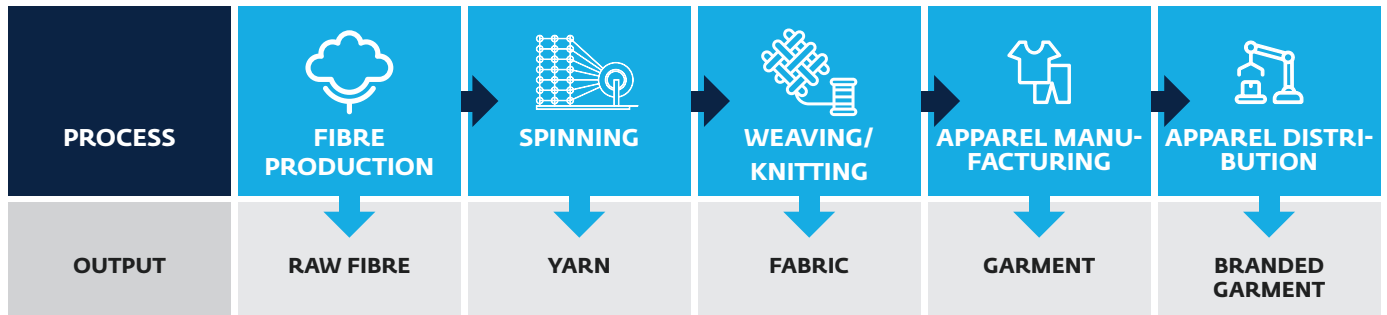 PROCESS
FIBRE
PRODUCTION
SPINNING
WEAVING/
KNITTING
APPAREL MANU-
FACTURING
APPAREL DISTRI-
BUTION
OUTPUT
RAW FIBRE
YARN
FABRIC
GARMENT
BRANDED
GARMENT